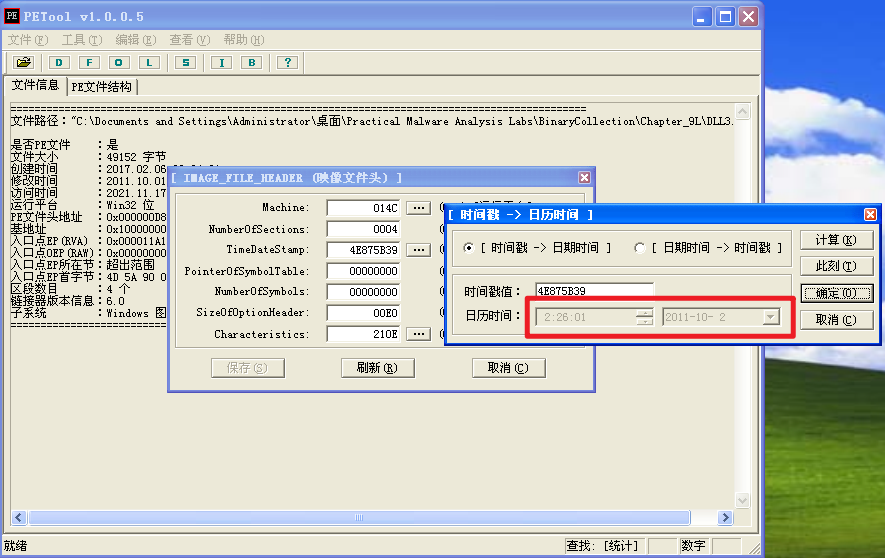 PETool v1.0.0.5
文件(F) 工具(T) 编辑(E) 查看(V) 帮助(H)
D F O L S I B ?
文件信息 PE文件结构
文件路径："C:\Documents and Settings\Administrator\桌面\Practical Malware Analysis Labs\BinaryCollection\Chapter_9L\DLL3.
是否PE文件 ：是
文件大小 ：49152 字节
创建时间 ：2017.02.06
修改时间 ：2011.10.01
访问时间 ：2021.11.17
运行平台 ：Win32 位
PE文件头地址 ：0x000000D8
基地址 ：0x10000000
入口点EP(RVA) ：0x000011A1
入口点OEP(RAW)：0x00000000
入口点EP所在节：超出范围
入口点EP首字节：4D 5A 90 0
区段数目 ：4 个
链接器版本信息：6.0
子系统 ：Windows 图
[ IMAGE_FILE_HEADER (映像文件头) ]
Machine: 014C ...
NumberOfSections: 0004
TimeDateStamp: 4E875B39 ...
PointerOfSymbolTable: 00000000
NumberOfSymbols: 00000000
SizeOfOptionHeader: 00E0
Characteristics: 210E ...
保存(S) 刷新(R) 取消(C)
[ 时间戳 -> 日历时间 ]
[ 时间戳 -> 日期时间 ] [ 日期时间 -> 时间戳 ]
时间戳值： 4E875B39
日历时间： 2:26:01 2011-10- 2
计算(K)
此刻(T)
确定(O)
取消(C)
就绪 查找: [统计] 数字